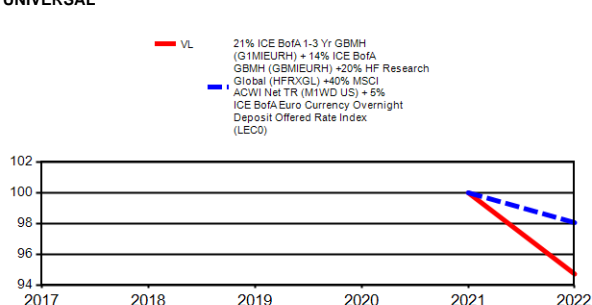 UNIVERSAL
VL
21% ICE BofA 1-3 Yr GBMH
(G1MIEURH) + 14% ICE BofA
GBMH (GBMIEURH) +20% HF Research
Global (HFRXGL) +40% MSCI
ACWI Net TR (M1WD US) + 5%
ICE BofA Euro Currency Overnight
Deposit Offered Rate Index
(LEC0)
102
100
98
96
94
2017 2018 2019 2020 2021 2022